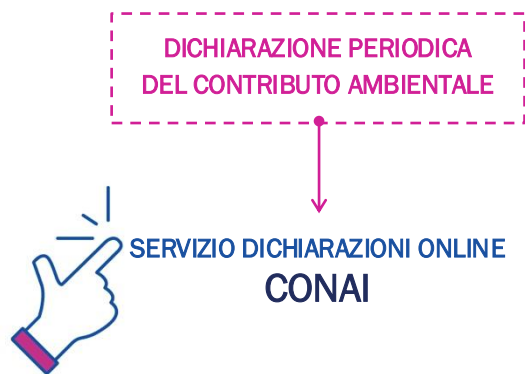 DICHIARAZIONE PERIODICA
DEL CONTRIBUTO AMBIENTALE
SERVIZIO DICHIARAZIONI ONLINE
CONAI